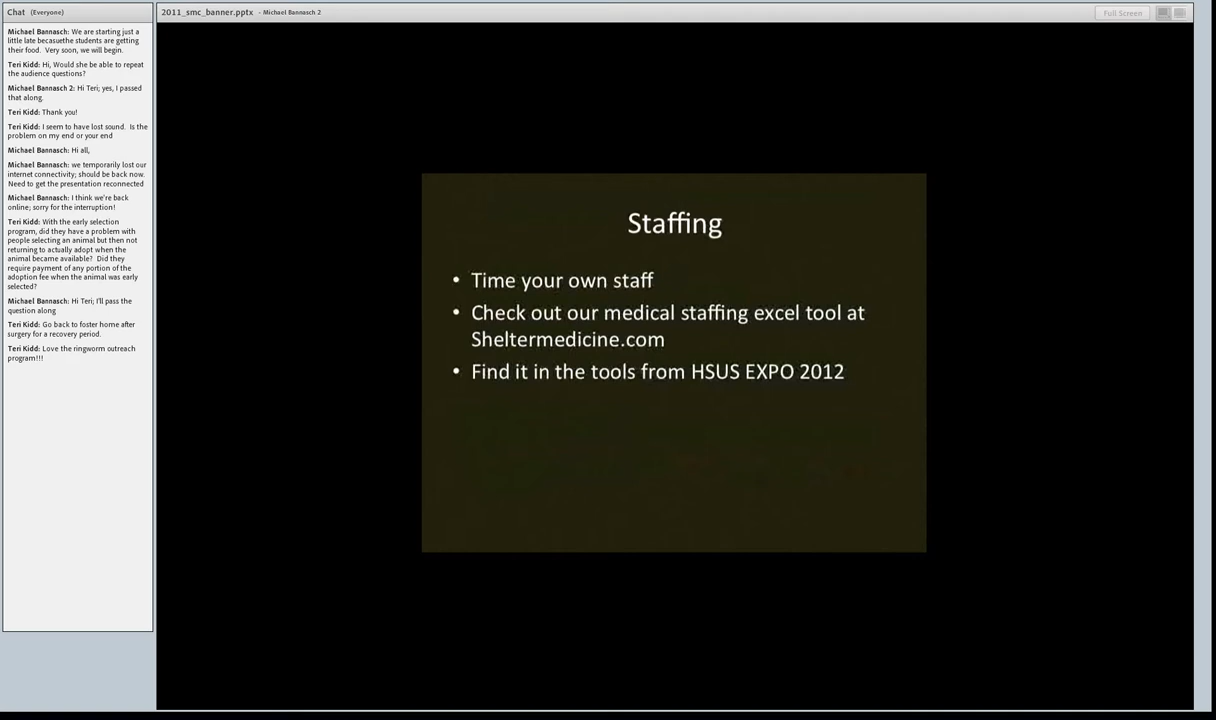 Chat (Everyone)
Michael Bannasch: We are starting just a
little late becasuethe students are getting
their food. Very soon, we will begin.
Teri Kidd: Hi, Would she be able to repeat
the audience questions?
Michael Bannasch 2: Hi Teri; yes, I passed
that along.
Teri Kidd: Thank you!
Teri Kidd: I seem to have lost sound. Is the
problem on my end or your end
Michael Bannasch: Hi all,
Michael Bannasch: we temporarily lost our
internet connectivity; should be back now.
Need to get the presentation reconnected
Michael Bannasch: I think we're back
online; sorry for the interruption!
Teri Kidd: With the early selection
program, did they have a problem with
people selecting an animal but then not
returning to actually adopt when the
animal became available? Did they
require payment of any portion of the
adoption fee when the animal was early
selected?
Michael Bannasch: Hi Teri; I'll pass the
question along
Teri Kidd: Go back to foster home after
surgery for a recovery period.
Teri Kidd: Love the ringworm outreach
program!!!
2011_smc_banner.pptx - Michael Bannasch 2
Full Screen
Staffing
• Time your own staff
• Check out our medical staffing excel tool at
Sheltermedicine.com
• Find it in the tools from HSUS EXPO 2012